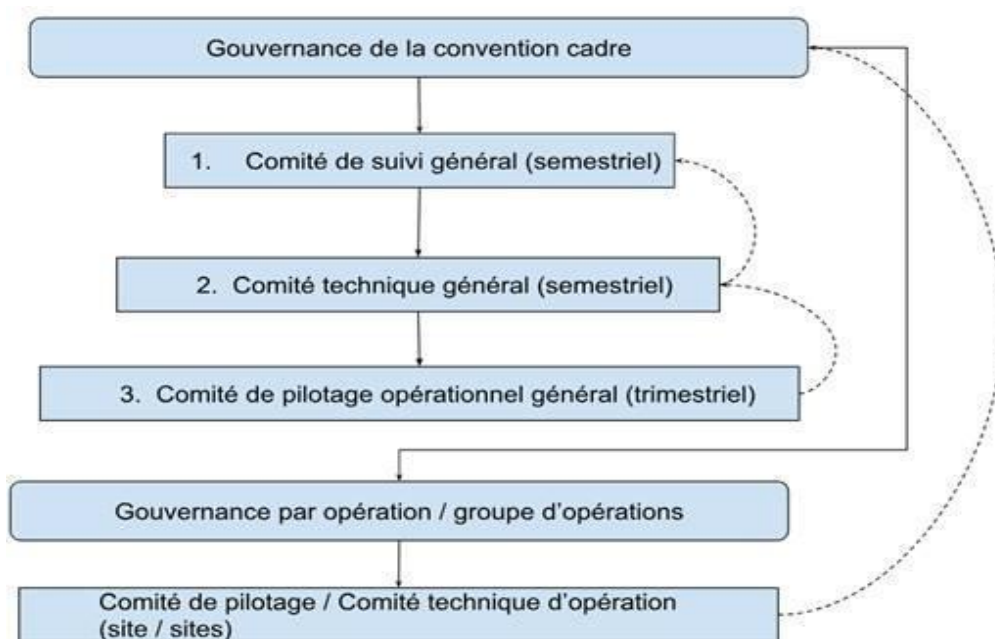 Gouvernance de la convention cadre
1. Comité de suivi général (semestriel)
2. Comité technique général (semestriel)
3. Comité de pilotage opérationnel général (trimestriel)
Gouvernance par opération / groupe d'opérations
Comité de pilotage / Comité technique d'opération
(site / sites)